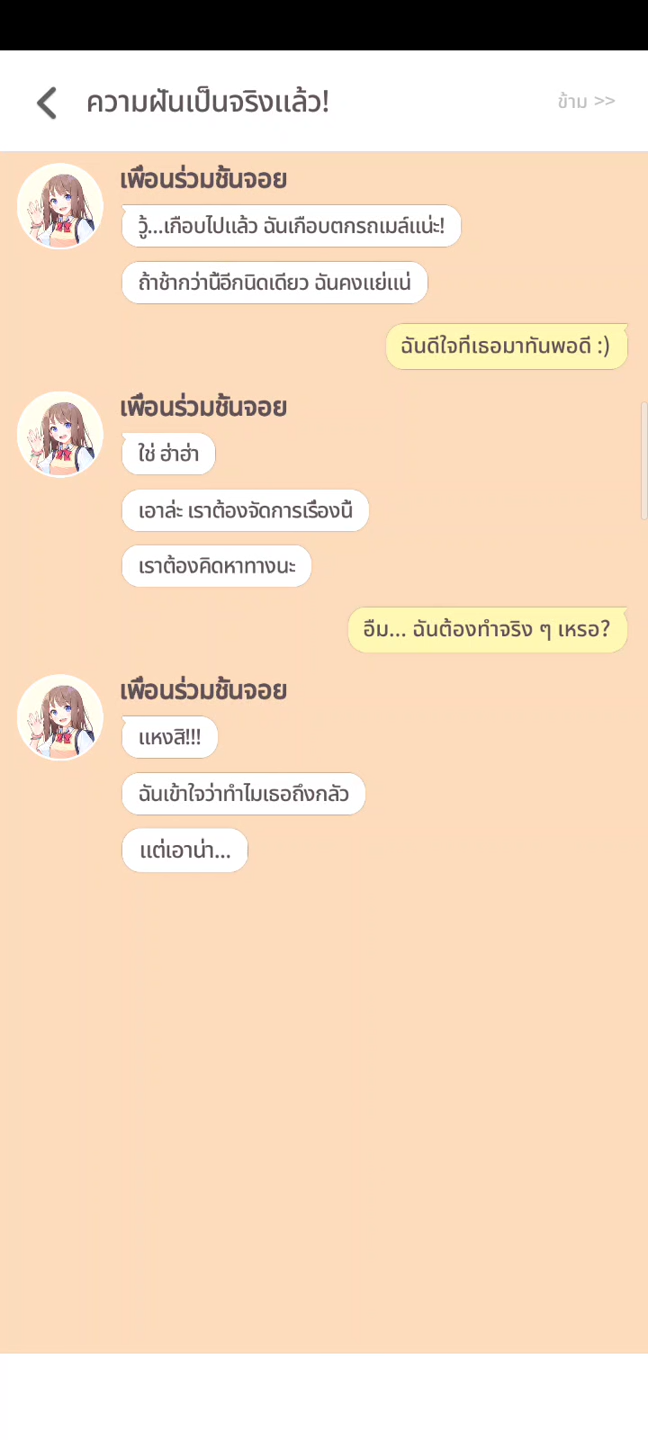 ความฝันเป็นจริงแล้ว!
ข้าม >>
เพื่อนร่วมชั้นจอย
วู้...เกือบไปแล้ว ฉันเกือบตกรถเมล์แน่ะ!
ถ้าช้ากว่านี้อีกนิดเดียว ฉันคงแย่แน่
ฉันดีใจที่เธอมาทันพอดี :)
เพื่อนร่วมชั้นจอย
ใช่ ฮ่าฮ่า
เอาล่ะ เราต้องจัดการเรื่องนี้
เราต้องคิดหาทางนะ
อืม... ฉันต้องทำจริง ๆ เหรอ?
เพื่อนร่วมชั้นจอย
แหงสิ!!!
ฉันเข้าใจว่าทำไมเธอถึงกลัว
แต่เอาน่า...